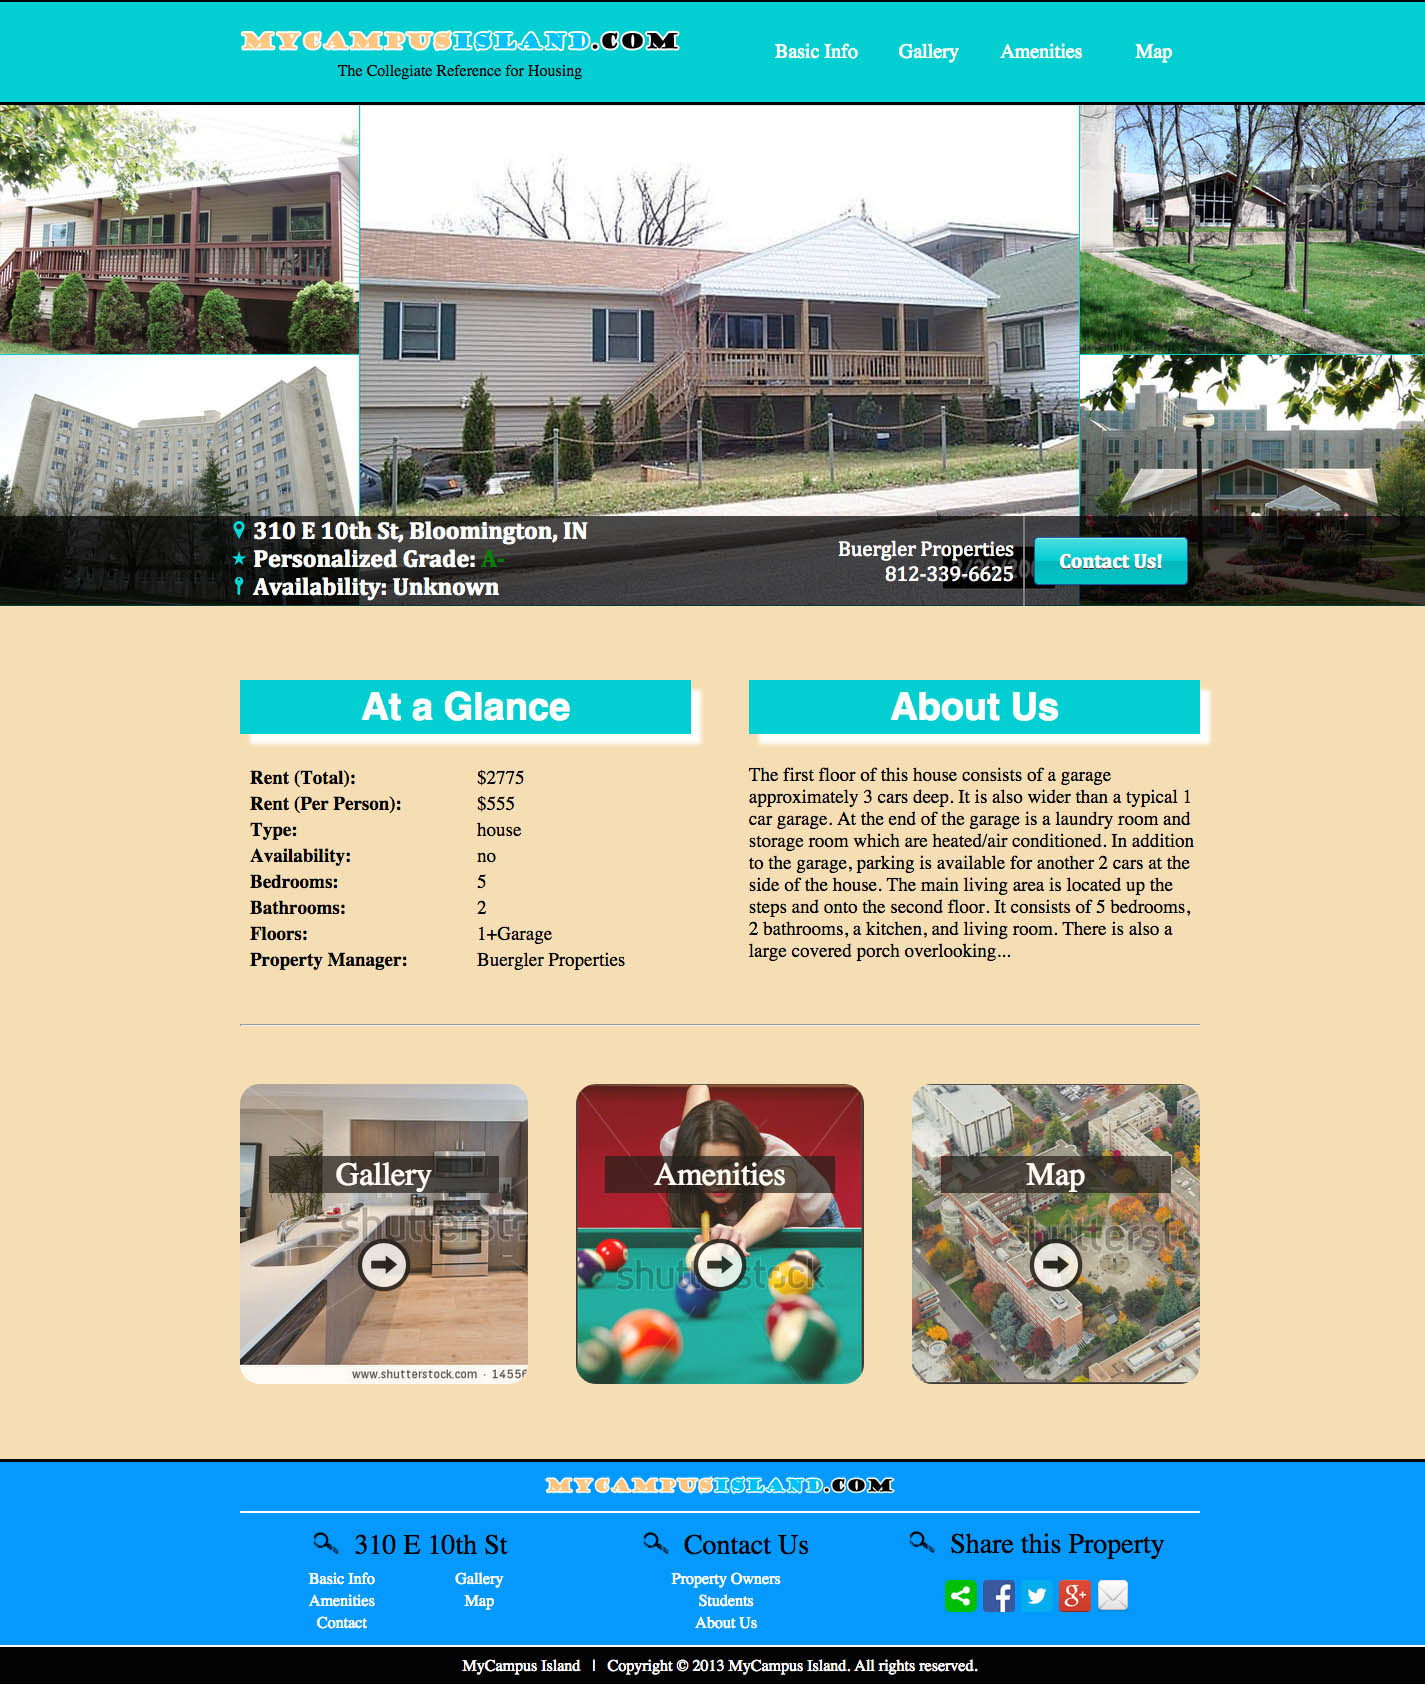 MYCAMPUSISLAND.COM
The Collegiate Reference for Housing
Basic Info Gallery Amenities Map
310 E 10th St, Bloomington, IN
Personalized Grade: A-
Availability: Unknown
Buergler Properties
812-339-6625
Contact Us!
At a Glance
Rent (Total): $2775
Rent (Per Person): $555
Type: house
Availability: no
Bedrooms: 5
Bathrooms: 2
Floors: 1+Garage
Property Manager: Buergler Properties
About Us
The first floor of this house consists of a garage
approximately 3 cars deep. It is also wider than a typical 1
car garage. At the end of the garage is a laundry room and
storage room which are heated/air conditioned. In addition
to the garage, parking is available for another 2 cars at the
side of the house. The main living area is located up the
steps and onto the second floor. It consists of 5 bedrooms,
2 bathrooms, a kitchen, and living room. There is also a
large covered porch overlooking...
Gallery
shutterst
www.shutterstock.com · 14556
Amenities
shutterstock
Map
shutterst
MYCAMPUSISLAND.COM
310 E 10th St
Basic Info Gallery
Amenities Map
Contact
Contact Us
Property Owners
Students
About Us
Share this Property
MyCampus Island | Copyright © 2013 MyCampus Island. All rights reserved.